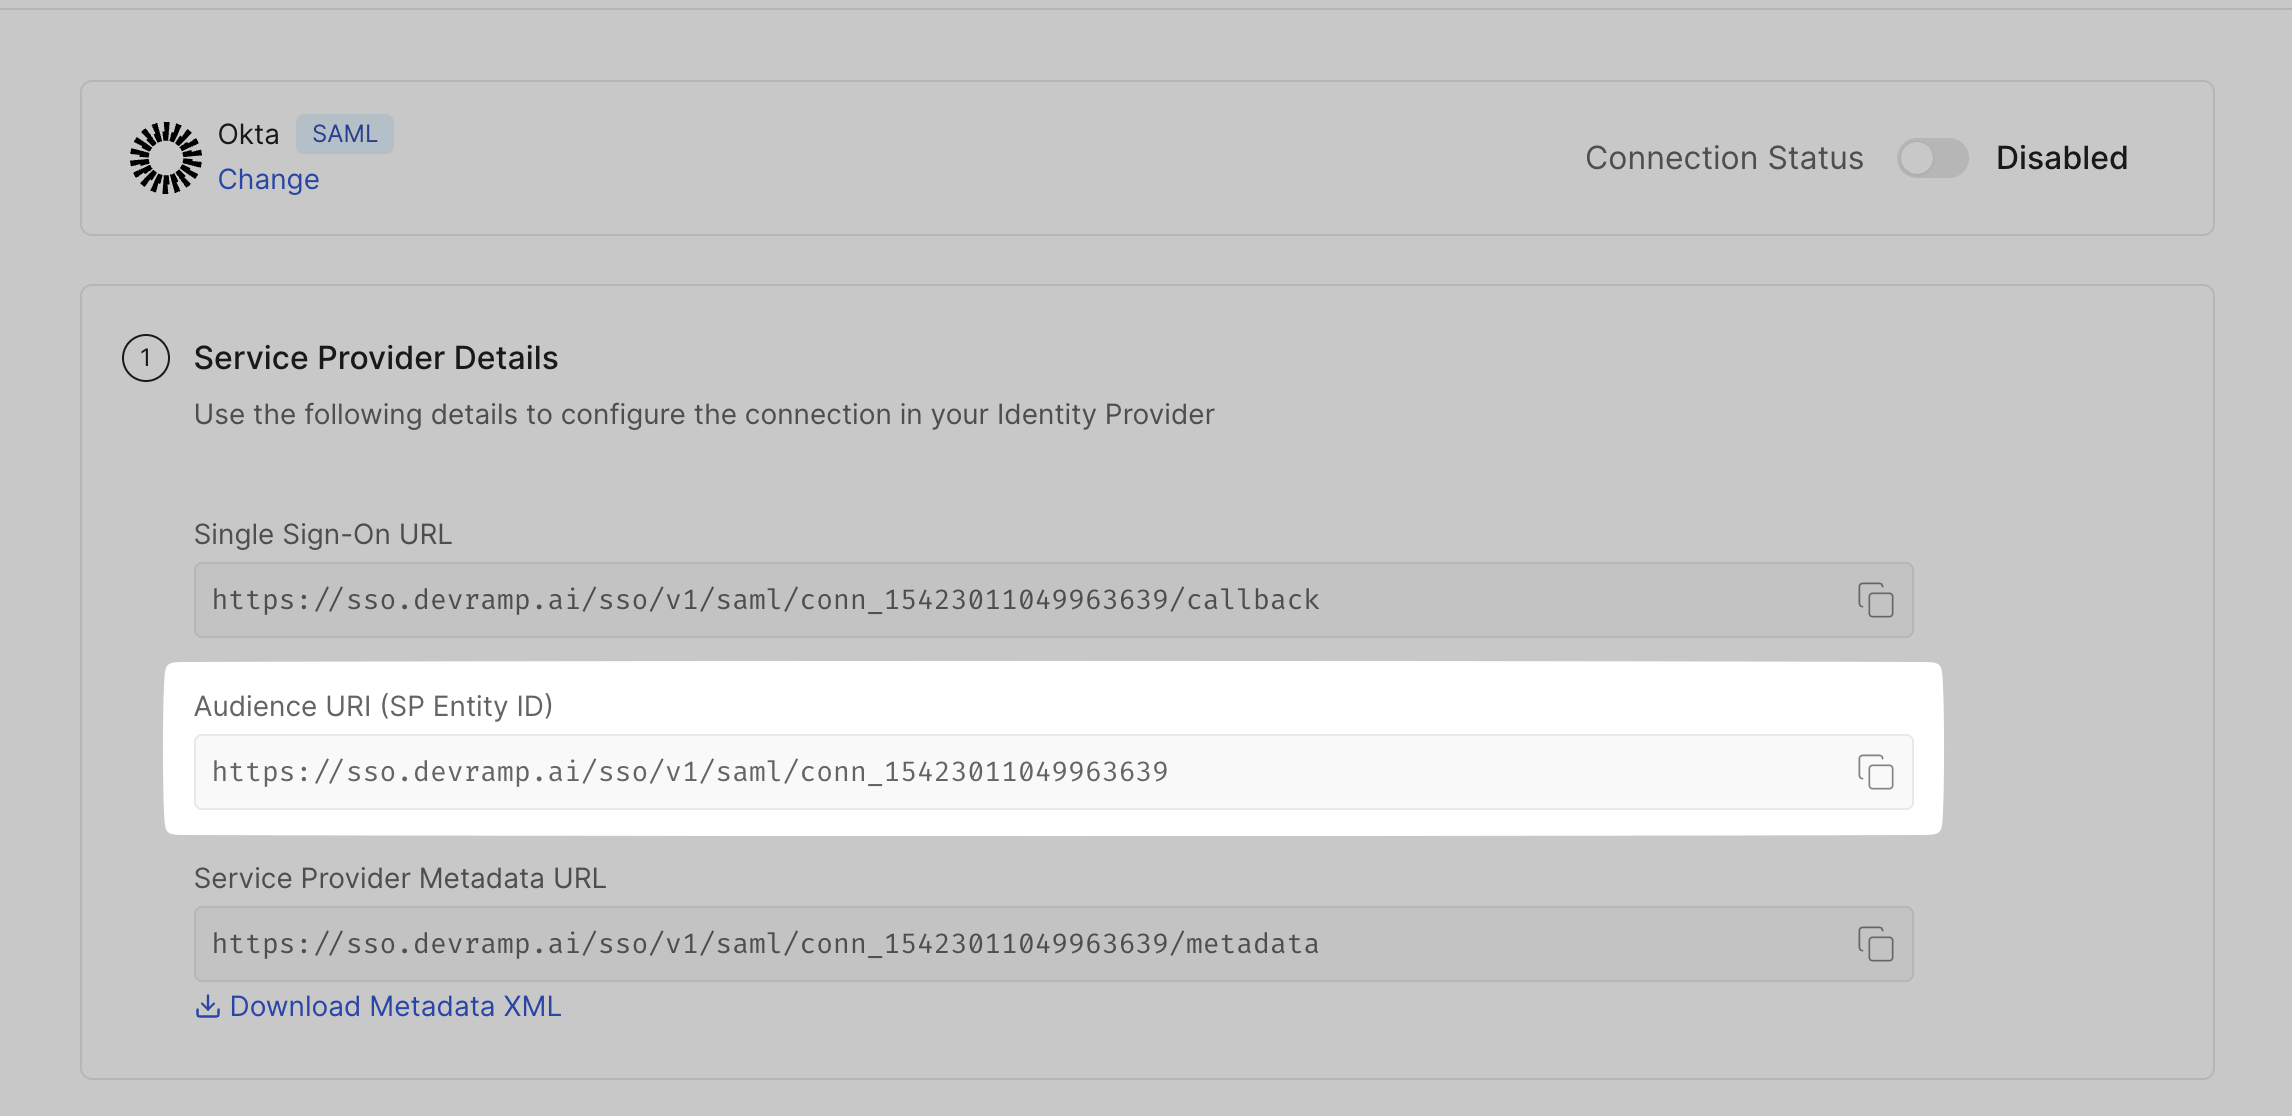 Okta SAML
Change
Connection Status Disabled
1 Service Provider Details
Use the following details to configure the connection in your Identity Provider
Single Sign-On URL
https://sso.devramp.ai/sso/v1/saml/conn_15423011049963639/callback
Audience URI (SP Entity ID)
https://sso.devramp.ai/sso/v1/saml/conn_15423011049963639
Service Provider Metadata URL
https://sso.devramp.ai/sso/v1/saml/conn_15423011049963639/metadata
Download Metadata XML